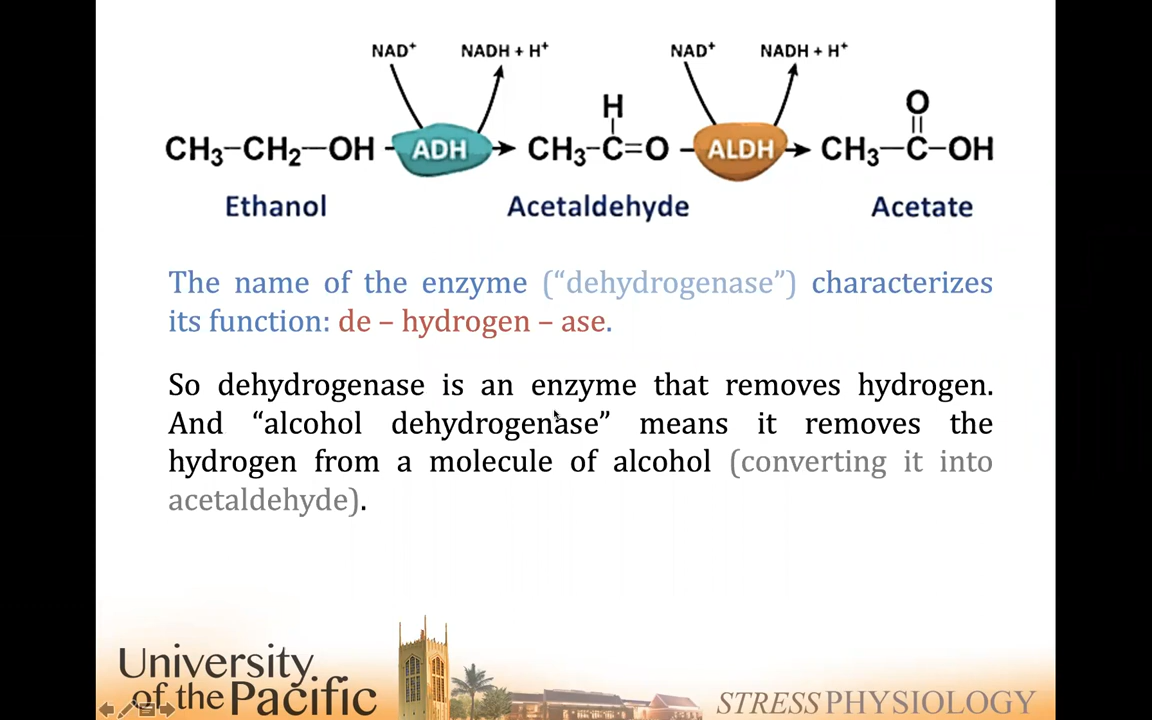 NAD⁺ NADH + H⁺ NAD⁺ NADH + H⁺
H O
CH₃–CH₂–OH ADH CH₃–C=O ALDH CH₃–C–OH
Ethanol Acetaldehyde Acetate
The name of the enzyme (“dehydrogenase”) characterizes
its function: de – hydrogen – ase.
So dehydrogenase is an enzyme that removes hydrogen.
And “alcohol dehydrogenase” means it removes the
hydrogen from a molecule of alcohol (converting it into
acetaldehyde).
University
of the Pacific
STRESSPHYSIOLOGY